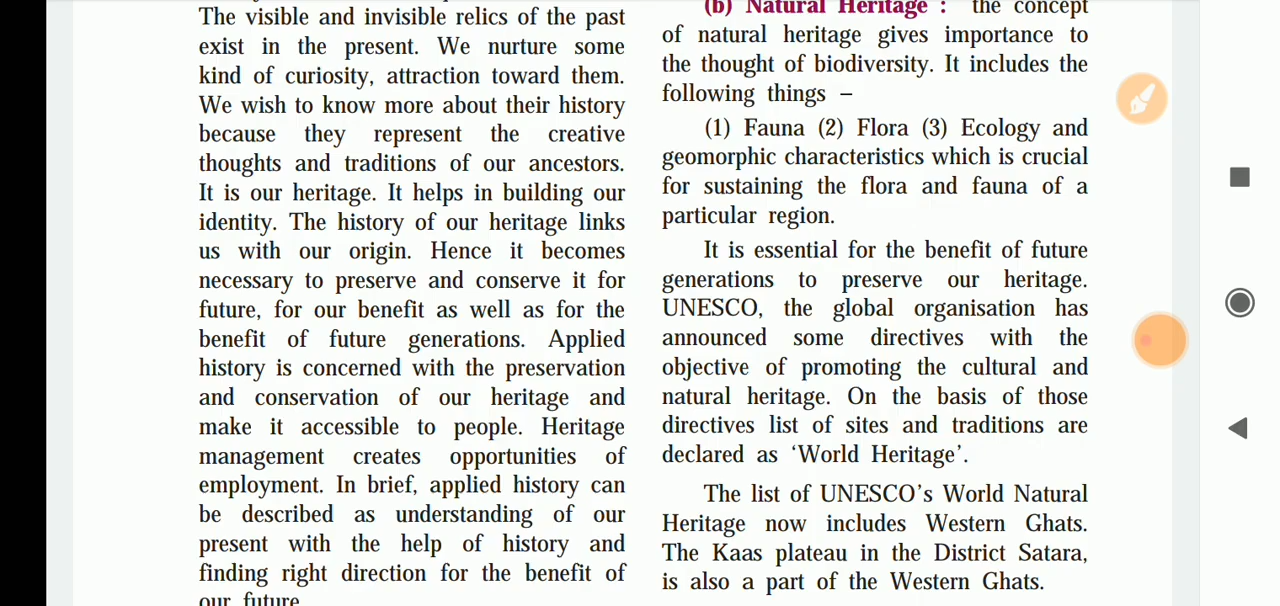 The visible and invisible relics of the past
exist in the present. We nurture some
kind of curiosity, attraction toward them.
We wish to know more about their history
because they represent the creative
thoughts and traditions of our ancestors.
It is our heritage. It helps in building our
identity. The history of our heritage links
us with our origin. Hence it becomes
necessary to preserve and conserve it for
future, for our benefit as well as for the
benefit of future generations. Applied
history is concerned with the preservation
and conservation of our heritage and
make it accessible to people. Heritage
management creates opportunities of
employment. In brief, applied history can
be described as understanding of our
present with the help of history and
finding right direction for the benefit of
our future
(b) Natural Heritage : the concept
of natural heritage gives importance to
the thought of biodiversity. It includes the
following things –
(1) Fauna (2) Flora (3) Ecology and
geomorphic characteristics which is crucial
for sustaining the flora and fauna of a
particular region.
It is essential for the benefit of future
generations to preserve our heritage.
UNESCO, the global organisation has
announced some directives with the
objective of promoting the cultural and
natural heritage. On the basis of those
directives list of sites and traditions are
declared as ‘World Heritage’.
The list of UNESCO’s World Natural
Heritage now includes Western Ghats.
The Kaas plateau in the District Satara,
is also a part of the Western Ghats.